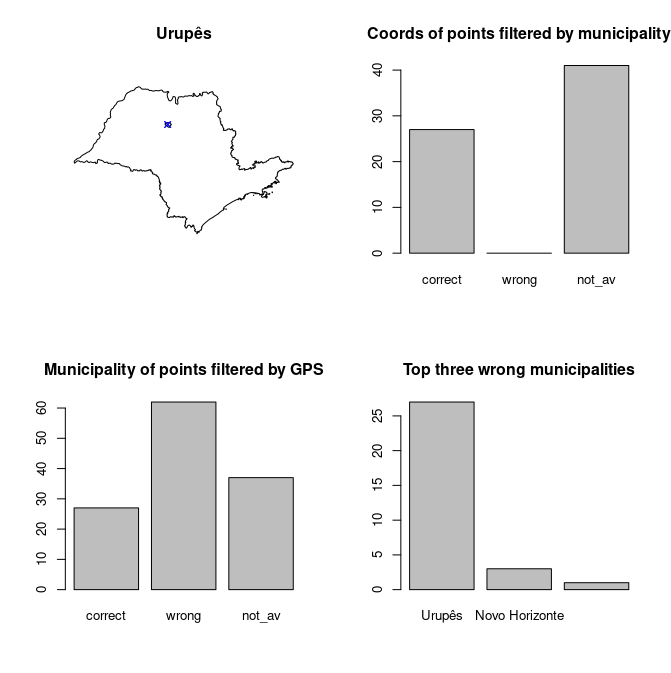 Urupês
Coords of points filtered by municipality
40
30
20
10
0
correct wrong not_av
Municipality of points filtered by GPS
60
50
40
30
20
10
0
correct wrong not_av
Top three wrong municipalities
25
20
15
10
5
0
Urupês Novo Horizonte